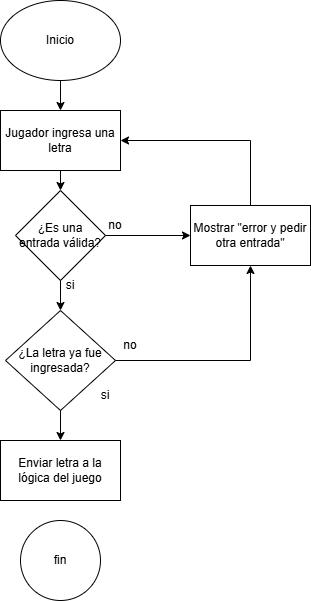 Inicio
Jugador ingresa una
letra
¿Es una
entrada válida?
no
Mostrar "error y pedir
otra entrada"
si
¿La letra ya fue
ingresada?
no
si
Enviar letra a la
lógica del juego
fin